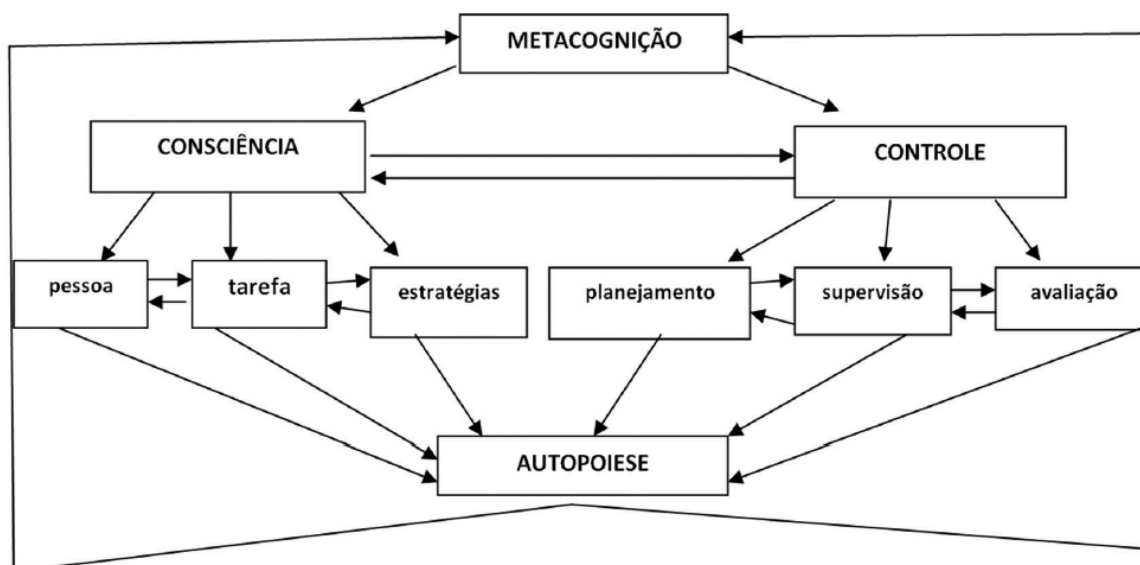 METACOGNIÇÃO
CONSCIÊNCIA
CONTROLE
pessoa
tarefa
estratégias
planejamento
supervisão
avaliação
AUTOPOIESE